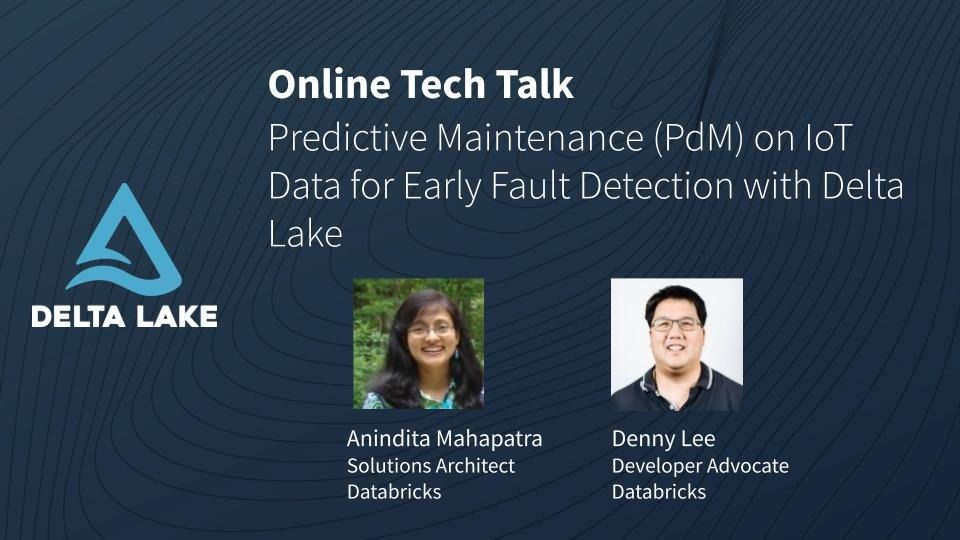 Online Tech Talk
Predictive Maintenance (PdM) on IoT
Data for Early Fault Detection with Delta
Lake
DELTA LAKE
Anindita Mahapatra
Solutions Architect
Databricks
Denny Lee
Developer Advocate
Databricks